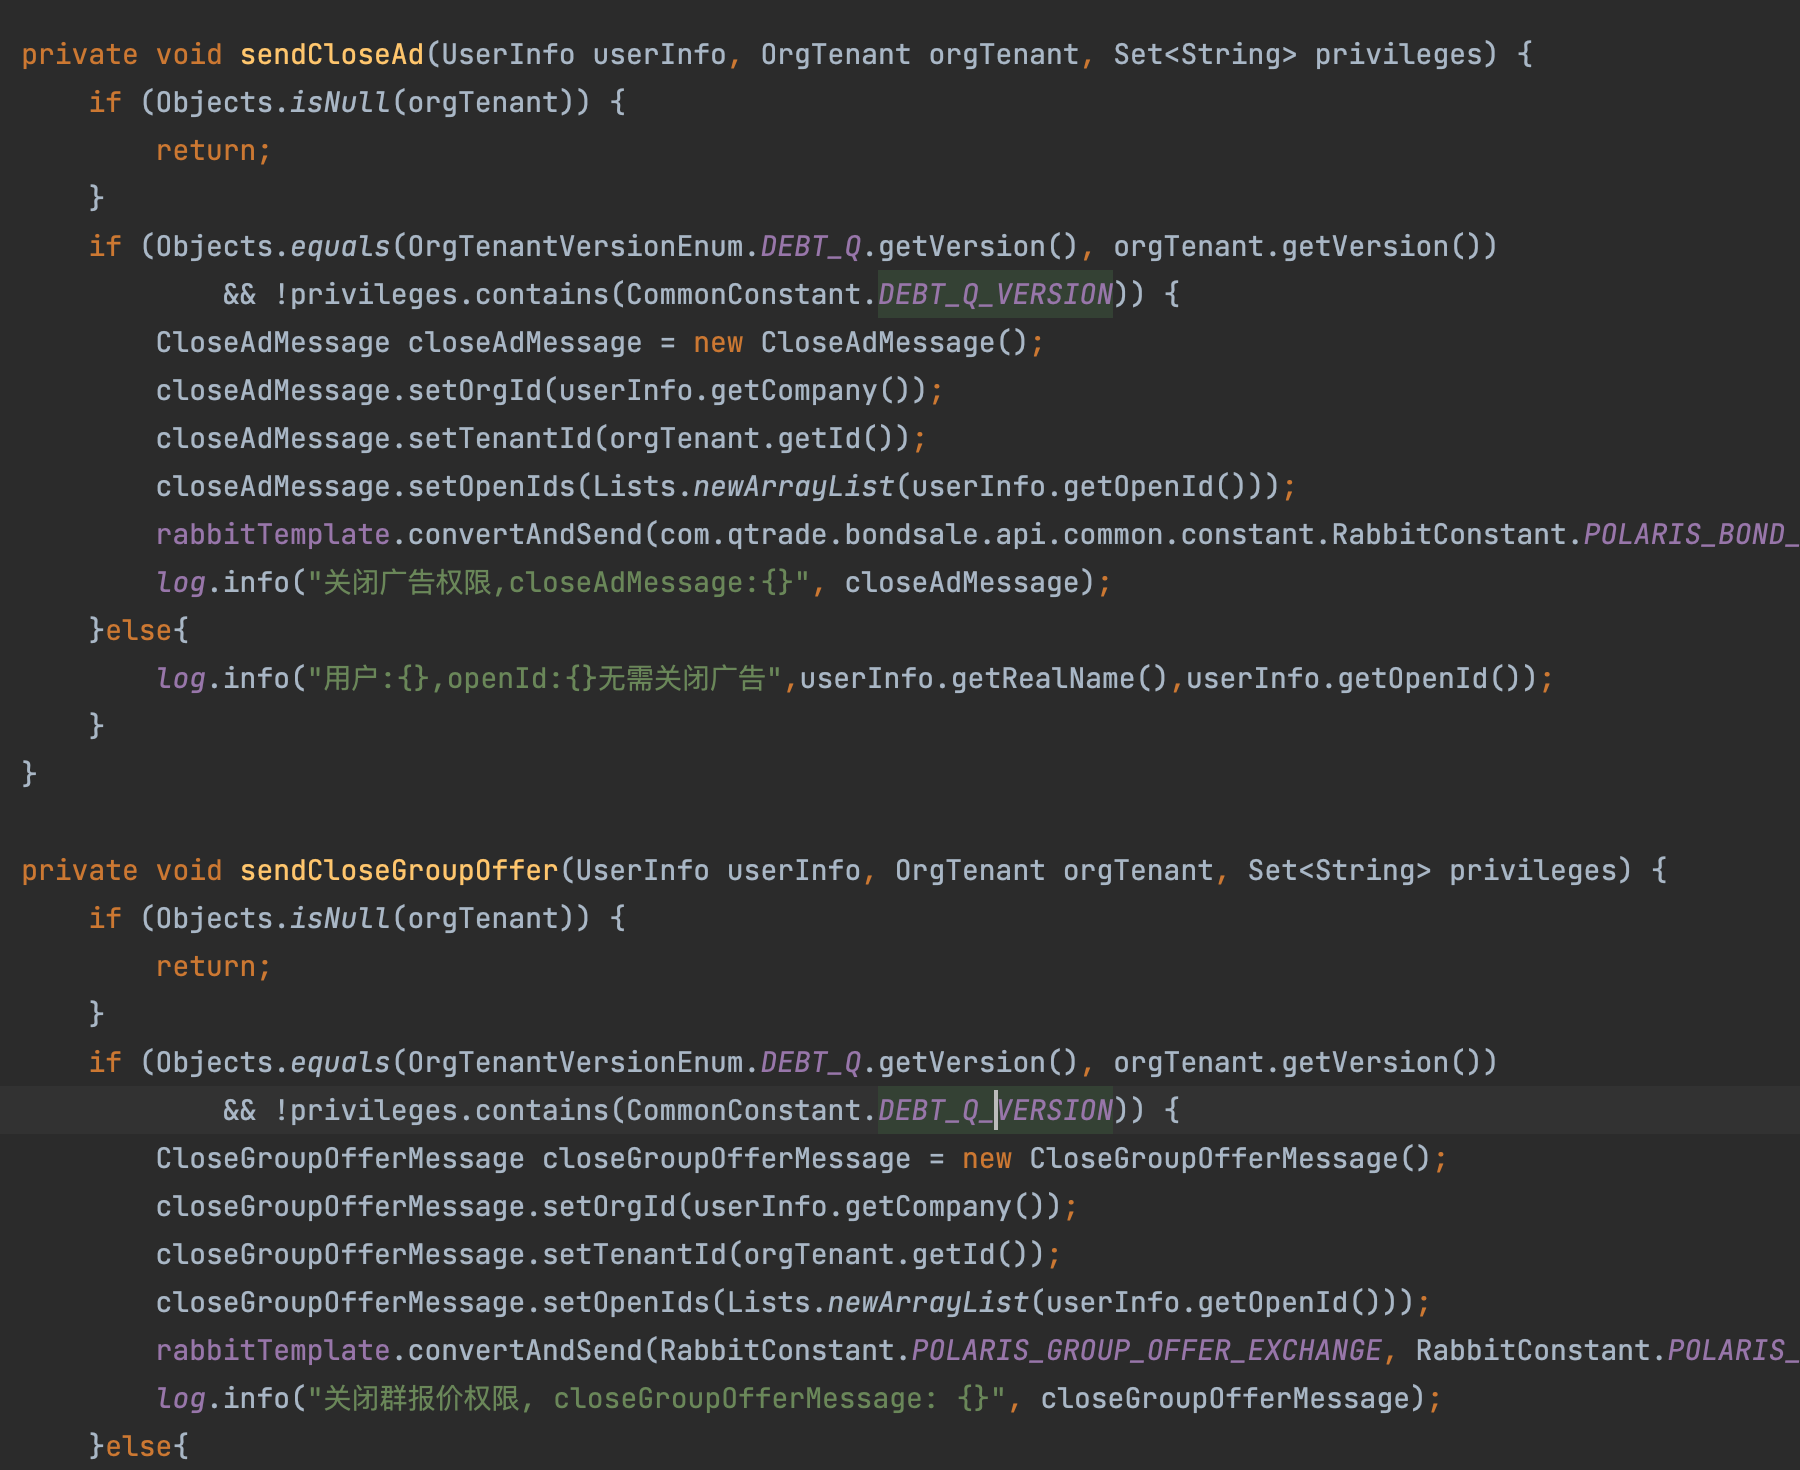 private void sendCloseAd(UserInfo userInfo, OrgTenant orgTenant, Set<String> privileges) {
    if (Objects.isNull(orgTenant)) {
        return;
    }
    if (Objects.equals(OrgTenantVersionEnum.DEBT_Q.getVersion(), orgTenant.getVersion())
            && !privileges.contains(CommonConstant.DEBT_Q_VERSION)) {
        CloseAdMessage closeAdMessage = new CloseAdMessage();
        closeAdMessage.setOrgId(userInfo.getCompany());
        closeAdMessage.setTenantId(orgTenant.getId());
        closeAdMessage.setOpenIds(Lists.newArrayList(userInfo.getOpenId()));
        rabbitTemplate.convertAndSend(com.qtrade.bondsale.api.common.constant.RabbitConstant.POLARIS_BOND_
        log.info("关闭广告权限,closeAdMessage:{}", closeAdMessage);
    }else{
        log.info("用户:{},openId:{}无需关闭广告",userInfo.getRealName(),userInfo.getOpenId());
    }
}
private void sendCloseGroupOffer(UserInfo userInfo, OrgTenant orgTenant, Set<String> privileges) {
    if (Objects.isNull(orgTenant)) {
        return;
    }
    if (Objects.equals(OrgTenantVersionEnum.DEBT_Q.getVersion(), orgTenant.getVersion())
            && !privileges.contains(CommonConstant.DEBT_Q_VERSION)) {
        CloseGroupOfferMessage closeGroupOfferMessage = new CloseGroupOfferMessage();
        closeGroupOfferMessage.setOrgId(userInfo.getCompany());
        closeGroupOfferMessage.setTenantId(orgTenant.getId());
        closeGroupOfferMessage.setOpenIds(Lists.newArrayList(userInfo.getOpenId()));
        rabbitTemplate.convertAndSend(RabbitConstant.POLARIS_GROUP_OFFER_EXCHANGE, RabbitConstant.POLARIS_
        log.info("关闭群报价权限, closeGroupOfferMessage: {}", closeGroupOfferMessage);
    }else{